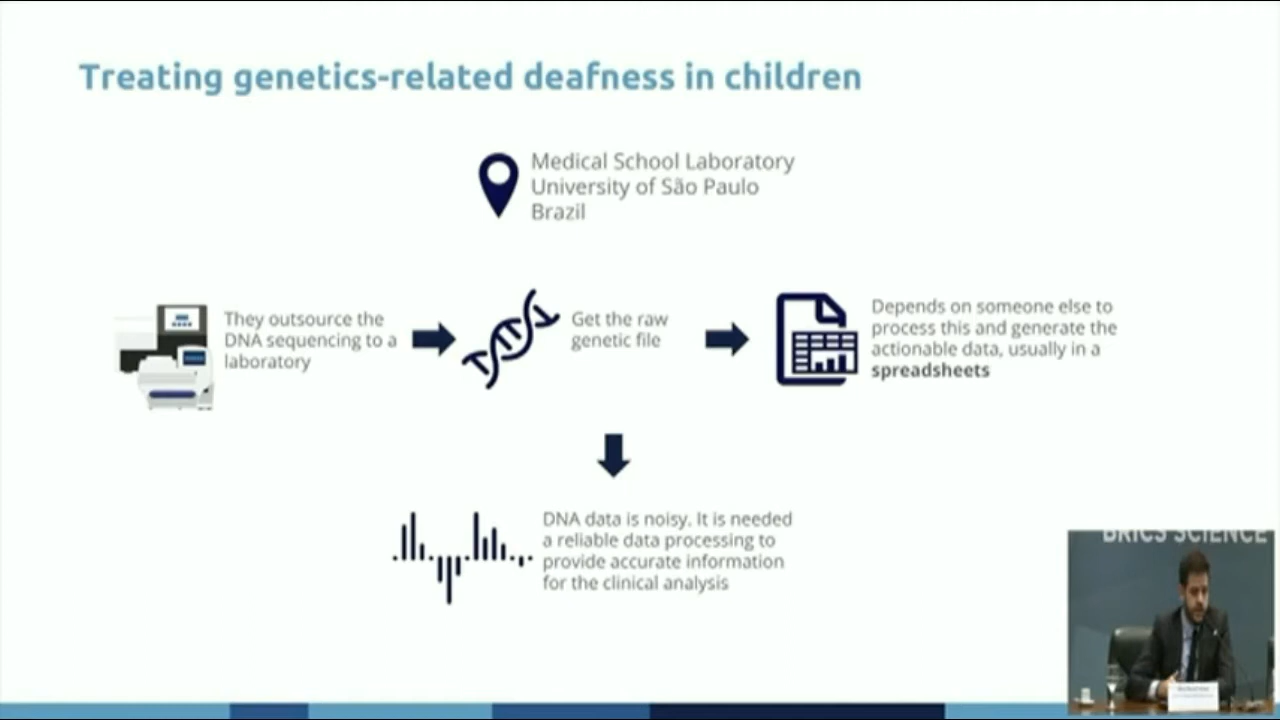 Treating genetics-related deafness in children
Medical School Laboratory
University of São Paulo
Brazil
They outsource the
DNA sequencing to a
laboratory
Get the raw
genetic file
Depends on someone else to
process this and generate the
actionable data, usually in a
spreadsheets
DNA data is noisy. It is needed
a reliable data processing to
provide accurate information
for the clinical analysis
BRICS SCIENCE